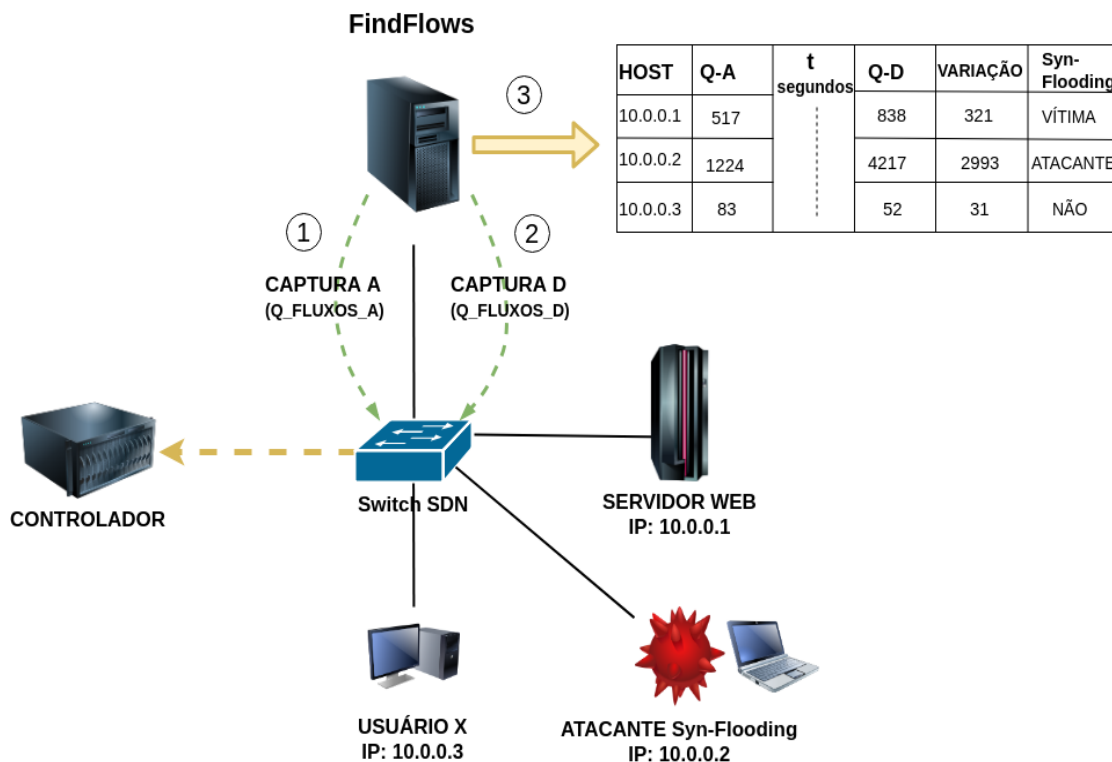 FindFlows
HOST Q-A t segundos Q-D VARIAÇÃO Syn-Flooding
10.0.0.1 517 838 321 VÍTIMA
10.0.0.2 1224 4217 2993 ATACANTE
10.0.0.3 83 52 31 NÃO
3
1
2
CAPTURA A
(Q_FLUXOS_A)
CAPTURA D
(Q_FLUXOS_D)
CONTROLADOR
Switch SDN
SERVIDOR WEB
IP: 10.0.0.1
USUÁRIO X
IP: 10.0.0.3
ATACANTE Syn-Flooding
IP: 10.0.0.2